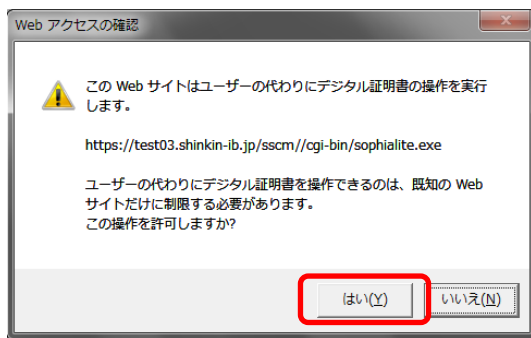 Web アクセスの確認
この Web サイトはユーザーの代わりにデジタル証明書の操作を実行
します。
https://test03.shinkin-ib.jp/sscm//cgi-bin/sophialite.exe
ユーザーの代わりにデジタル証明書を操作できるのは、既知の Web
サイトだけに制限する必要があります。
この操作を許可しますか?
はい(Y) いいえ(N)